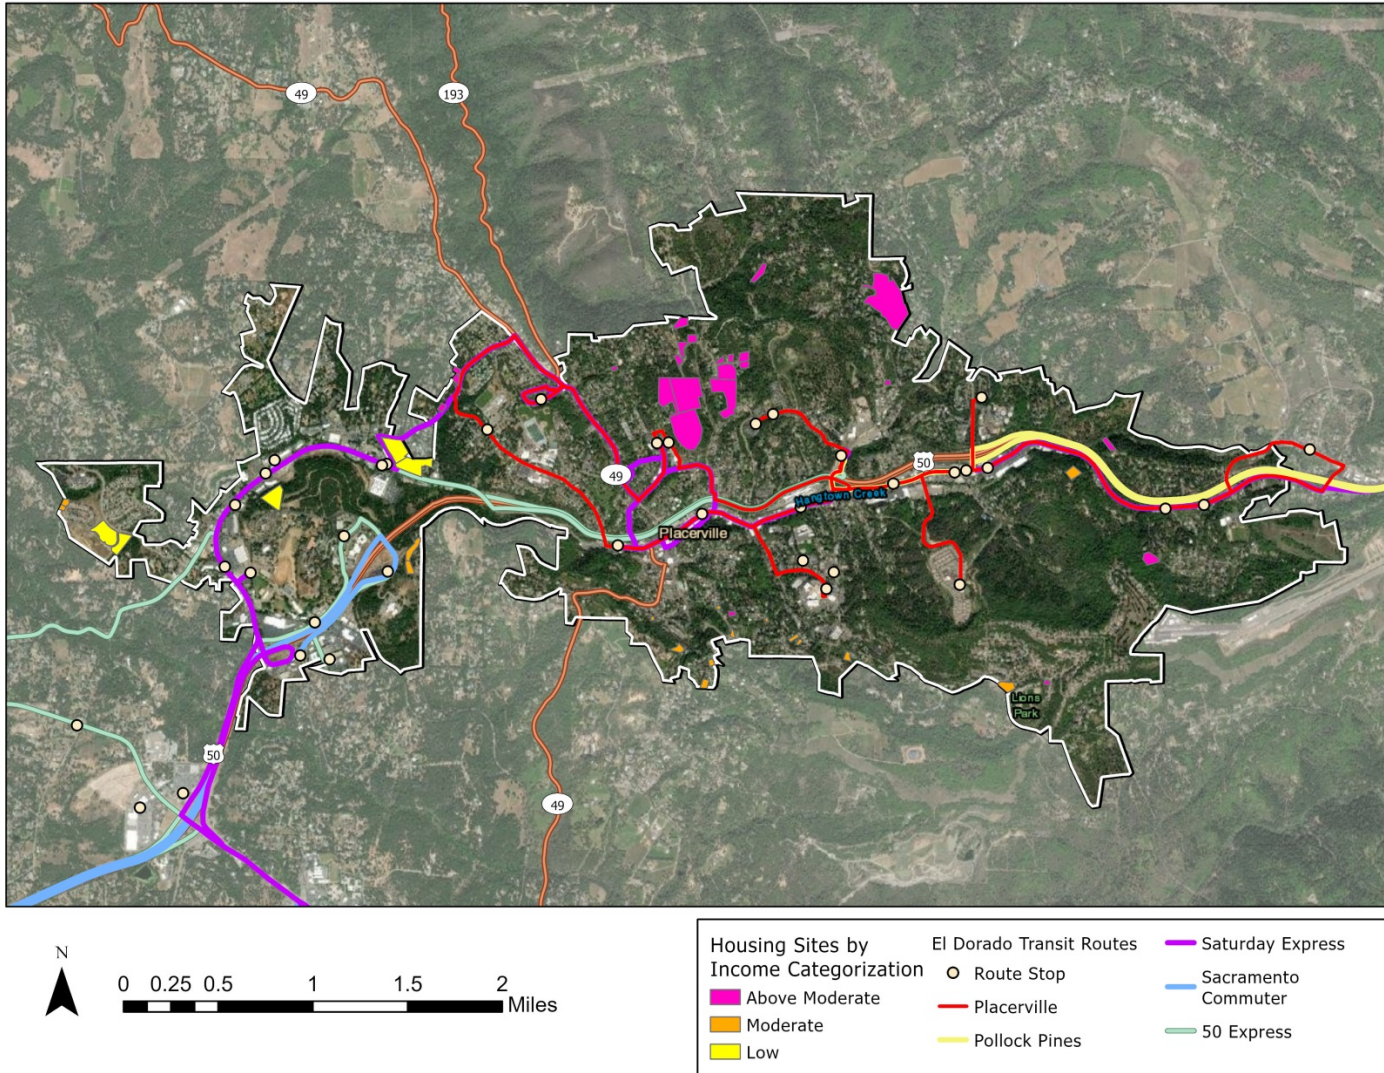 49
193
49
50
Hangtown Creek
Placerville
Lions
Park
50
49
N
0 0.25 0.5 1 1.5 2
Miles
Housing Sites by
Income Categorization
Above Moderate
Moderate
Low
El Dorado Transit Routes
Route Stop
Placerville
Pollock Pines
Saturday Express
Sacramento
Commuter
50 Express